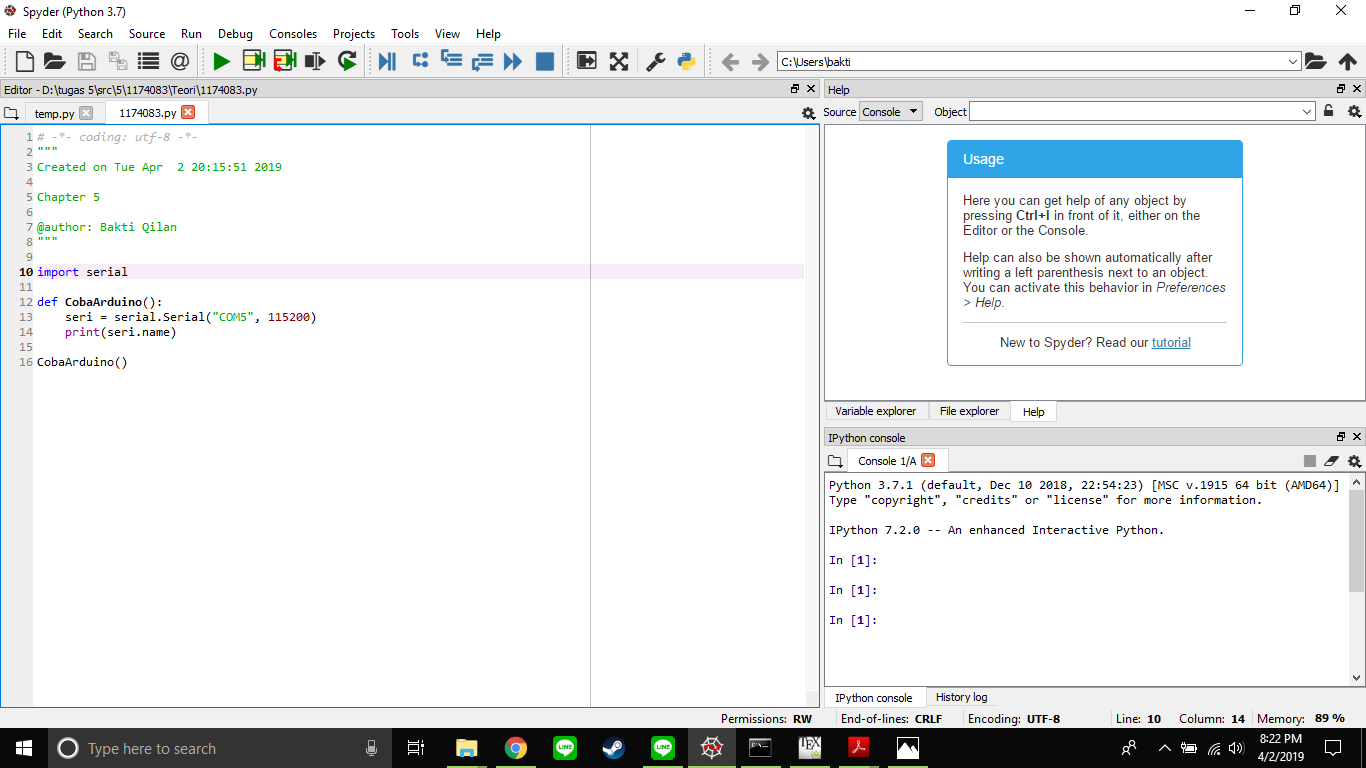 Spyder (Python 3.7)
File Edit Search Source Run Debug Consoles Projects Tools View Help
C:\Users\bakti
Editor - D:\tugas 5\src\5\1174083\Teori\1174083.py
temp.py 1174083.py
1 # -*- coding: utf-8 -*-
2 """
3 Created on Tue Apr  2 20:15:51 2019
4
5 Chapter 5
6
7 @author: Bakti Qilan
8 """
9
10 import serial
11
12 def CobaArduino():
13     seri = serial.Serial("COM5", 115200)
14     print(seri.name)
15
16 CobaArduino()
Help
Source Console Object
Usage
Here you can get help of any object by
pressing Ctrl+I in front of it, either on the
Editor or the Console.
Help can also be shown automatically after
writing a left parenthesis next to an object.
You can activate this behavior in Preferences
> Help.
New to Spyder? Read our tutorial
Variable explorer File explorer Help
IPython console
Console 1/A
Python 3.7.1 (default, Dec 10 2018, 22:54:23) [MSC v.1915 64 bit (AMD64)]
Type "copyright", "credits" or "license" for more information.
IPython 7.2.0 -- An enhanced Interactive Python.
In [1]:
In [1]:
In [1]:
IPython console History log
Permissions: RW End-of-lines: CRLF Encoding: UTF-8 Line: 10 Column: 14 Memory: 89 %
Type here to search
LINE
LINE
TEX
8:22 PM
4/2/2019